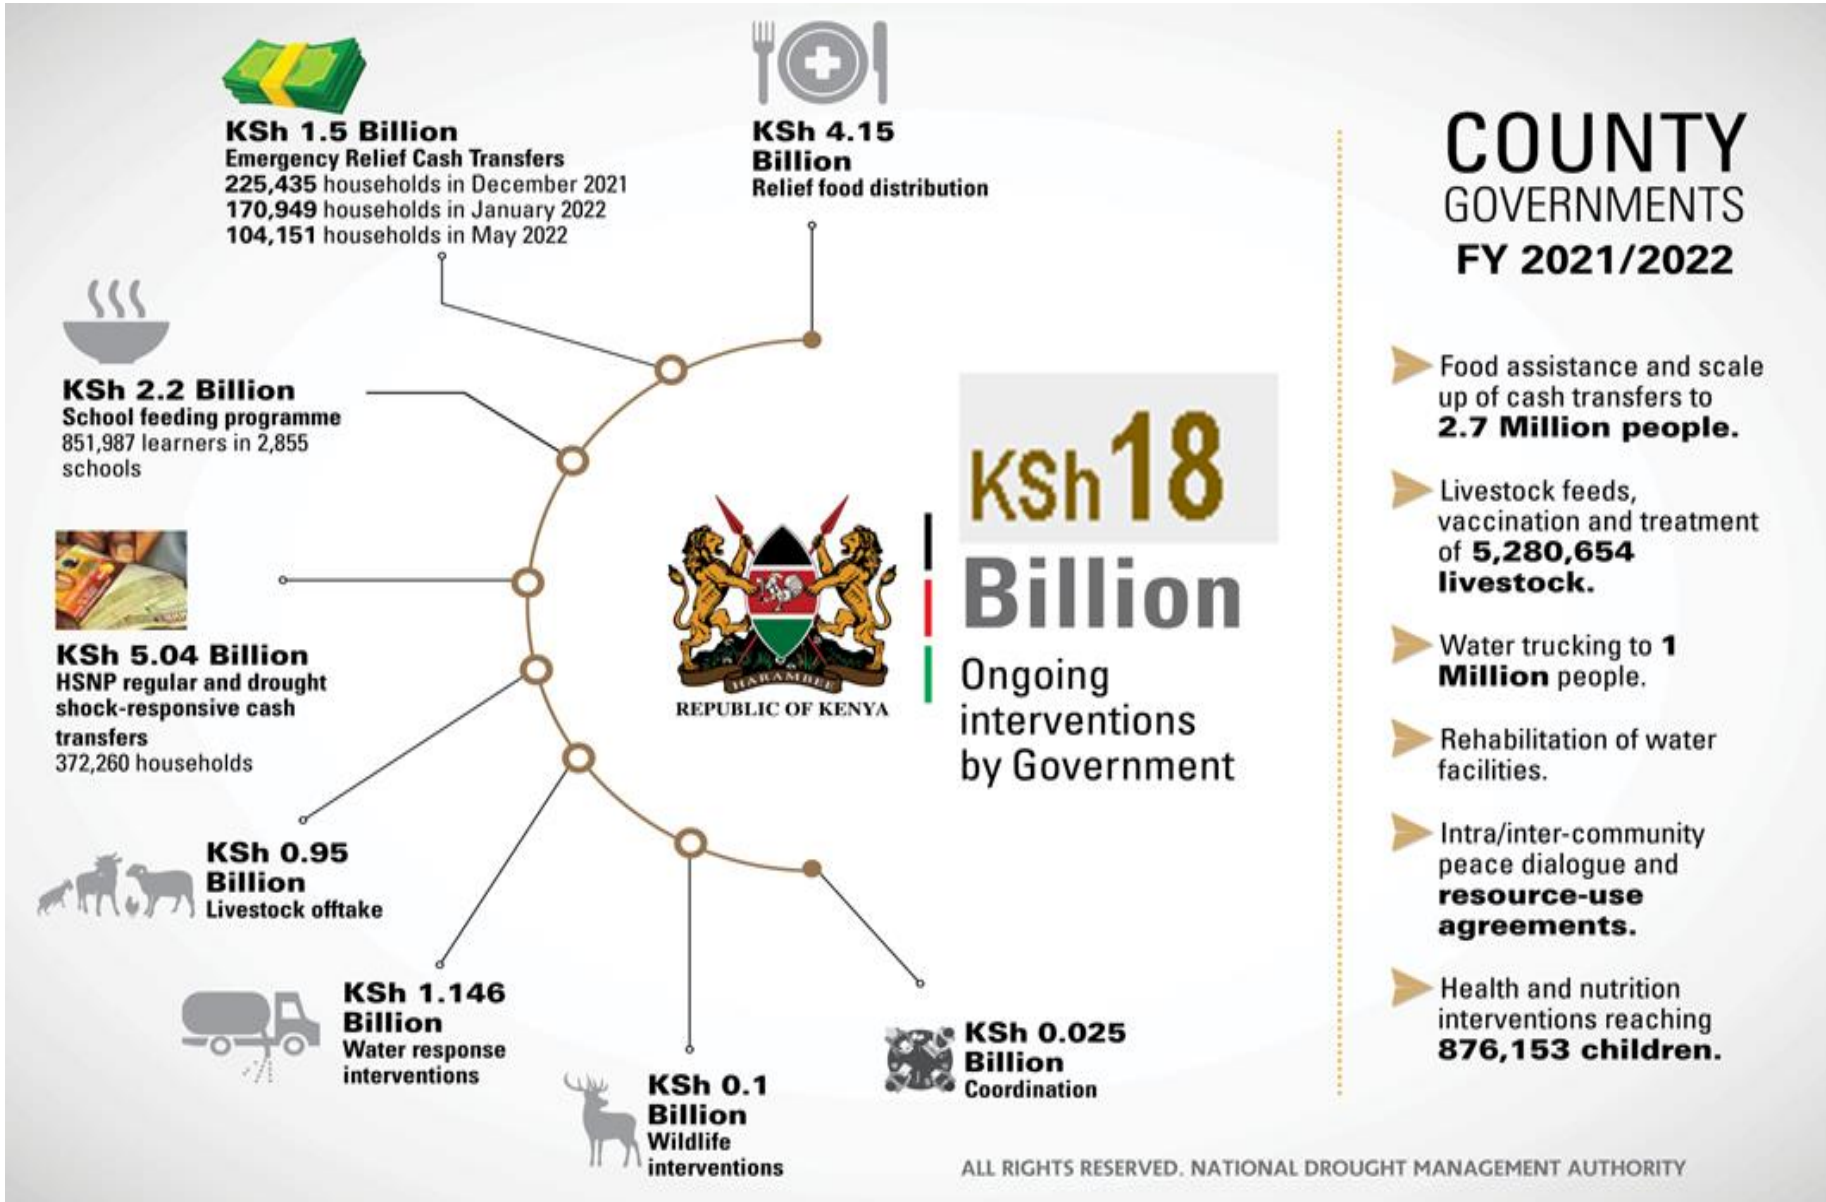 KSh 1.5 Billion
Emergency Relief Cash Transfers
225,435 households in December 2021
170,949 households in January 2022
104,151 households in May 2022
KSh 4.15
Billion
Relief food distribution
KSh 2.2 Billion
School feeding programme
851,987 learners in 2,855
schools
KSh 5.04 Billion
HSNP regular and drought
shock-responsive cash
transfers
372,260 households
KSh 0.95
Billion
Livestock offtake
KSh 1.146
Billion
Water response
interventions
KSh 0.1
Billion
Wildlife
interventions
KSh 0.025
Billion
Coordination
HARAMBEE
REPUBLIC OF KENYA
KSh 18
Billion
Ongoing
interventions
by Government
COUNTY
GOVERNMENTS
FY 2021/2022
Food assistance and scale
up of cash transfers to
2.7 Million people.
Livestock feeds,
vaccination and treatment
of 5,280,654
livestock.
Water trucking to 1
Million people.
Rehabilitation of water
facilities.
Intra/inter-community
peace dialogue and
resource-use
agreements.
Health and nutrition
interventions reaching
876,153 children.
ALL RIGHTS RESERVED. NATIONAL DROUGHT MANAGEMENT AUTHORITY